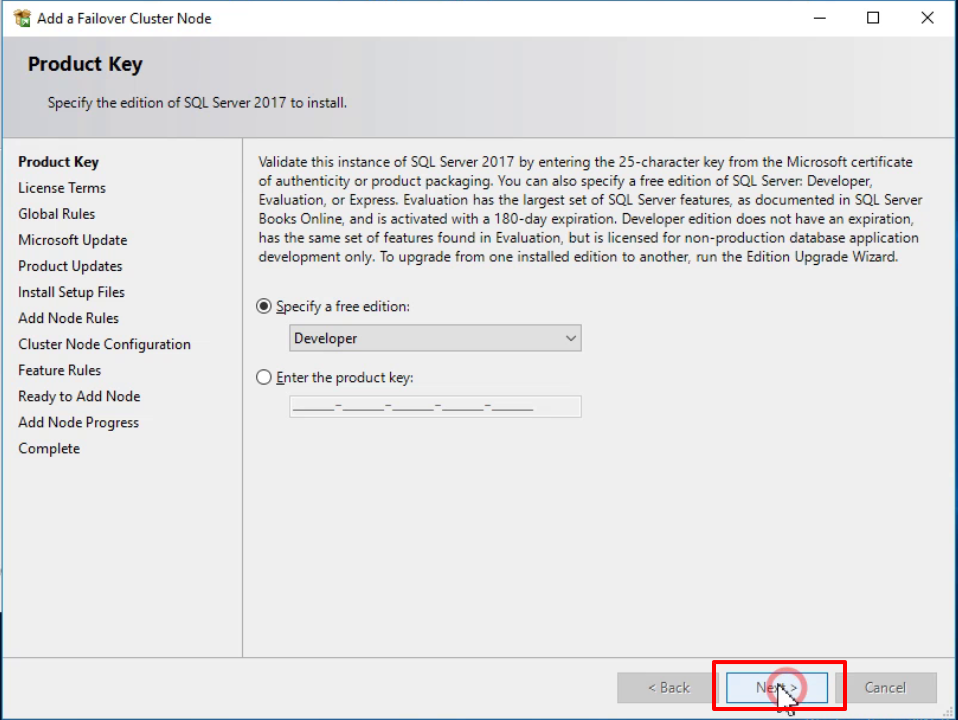 Add a Failover Cluster Node
Product Key
Specify the edition of SQL Server 2017 to install.
Product Key
License Terms
Global Rules
Microsoft Update
Product Updates
Install Setup Files
Add Node Rules
Cluster Node Configuration
Feature Rules
Ready to Add Node
Add Node Progress
Complete
Validate this instance of SQL Server 2017 by entering the 25-character key from the Microsoft certificate
of authenticity or product packaging. You can also specify a free edition of SQL Server: Developer,
Evaluation, or Express. Evaluation has the largest set of SQL Server features, as documented in SQL Server
Books Online, and is activated with a 180-day expiration. Developer edition does not have an expiration,
has the same set of features found in Evaluation, but is licensed for non-production database application
development only. To upgrade from one installed edition to another, run the Edition Upgrade Wizard.
Specify a free edition:
Developer
Enter the product key:
_____-_____-_____-_____-_____
< Back
Next >
Cancel